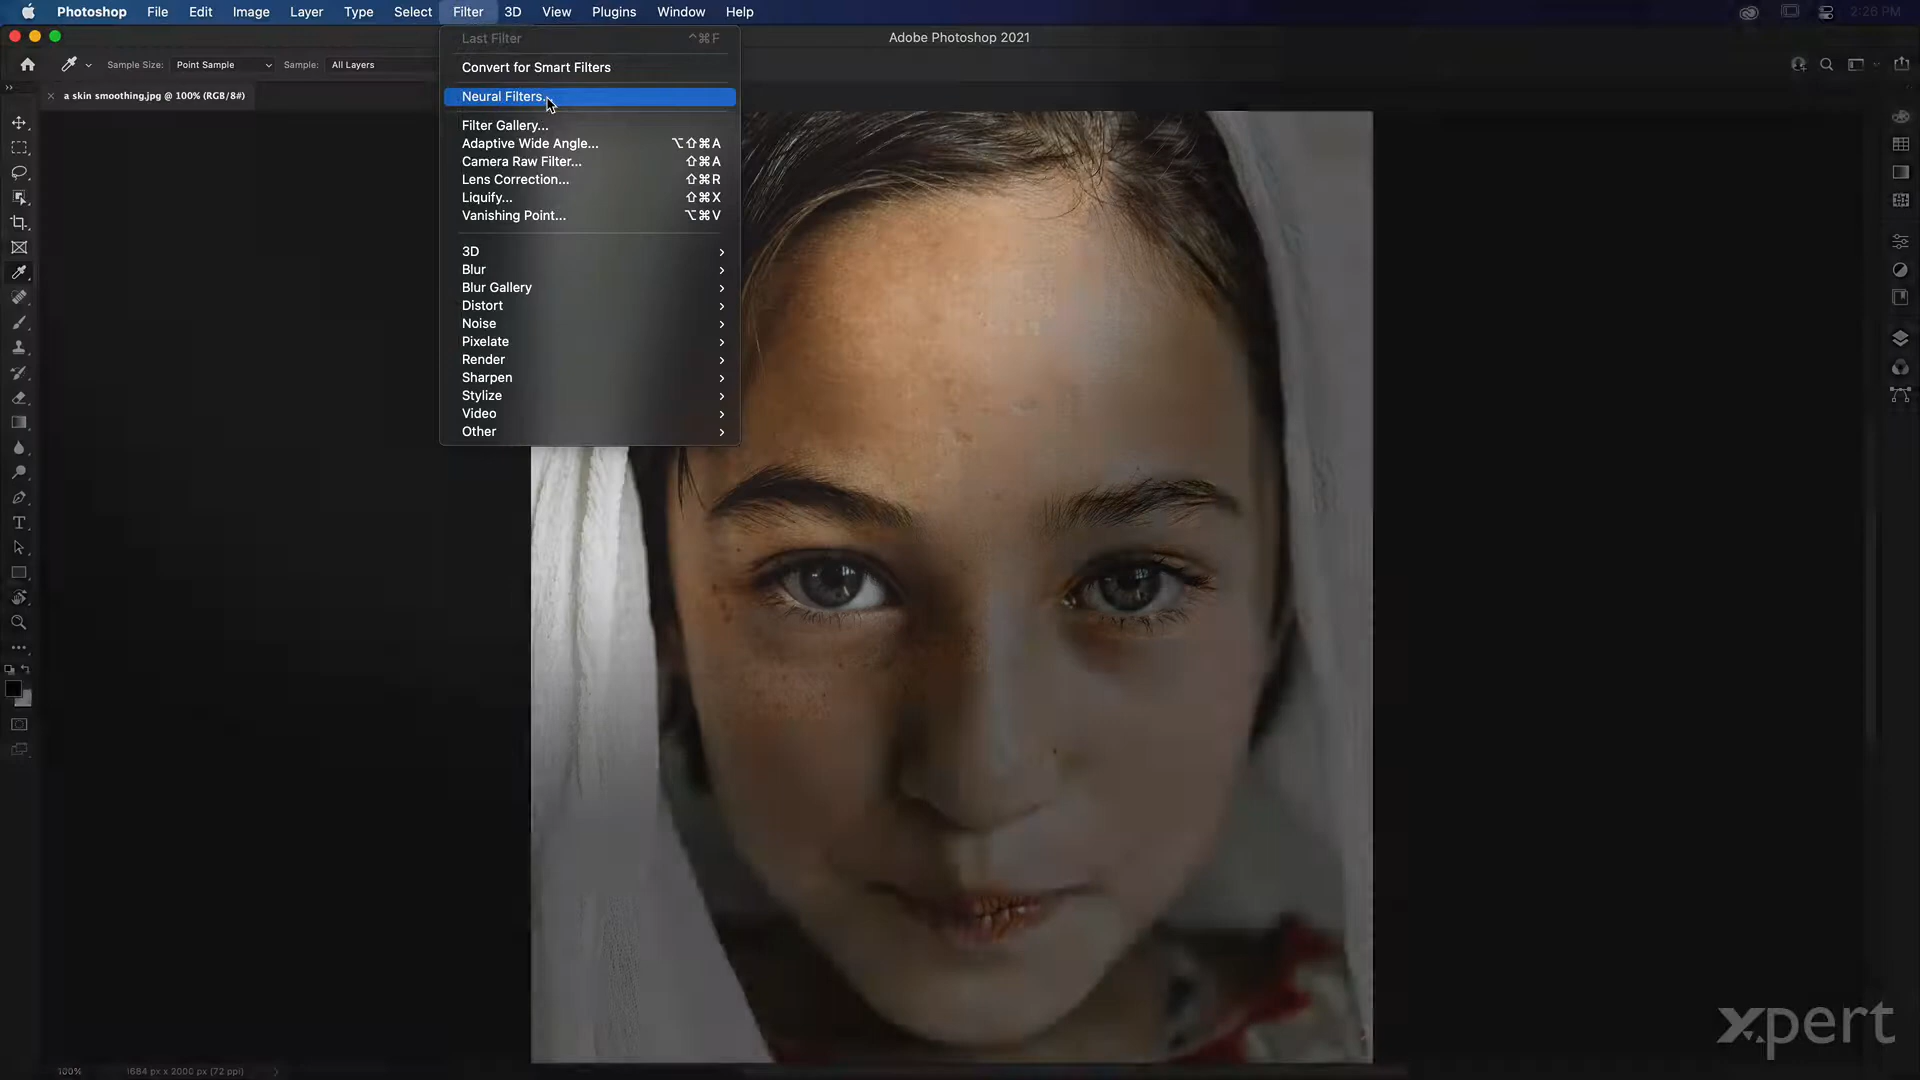 Photoshop File Edit Image Layer Type Select Filter 3D View Plugins Window Help 2:26 PM
Adobe Photoshop 2021
Sample Size: Point Sample Sample: All Layers
a skin smoothing.jpg @ 100% (RGB/8#)
Last Filter ^⌘F
Convert for Smart Filters
Neural Filters...
Filter Gallery...
Adaptive Wide Angle... ⌥⇧⌘A
Camera Raw Filter... ⇧⌘A
Lens Correction... ⇧⌘R
Liquify... ⇧⌘X
Vanishing Point... ⌥⌘V
3D
Blur
Blur Gallery
Distort
Noise
Pixelate
Render
Sharpen
Stylize
Video
Other
xpert
100% 1684 px x 2000 px (72 ppi)